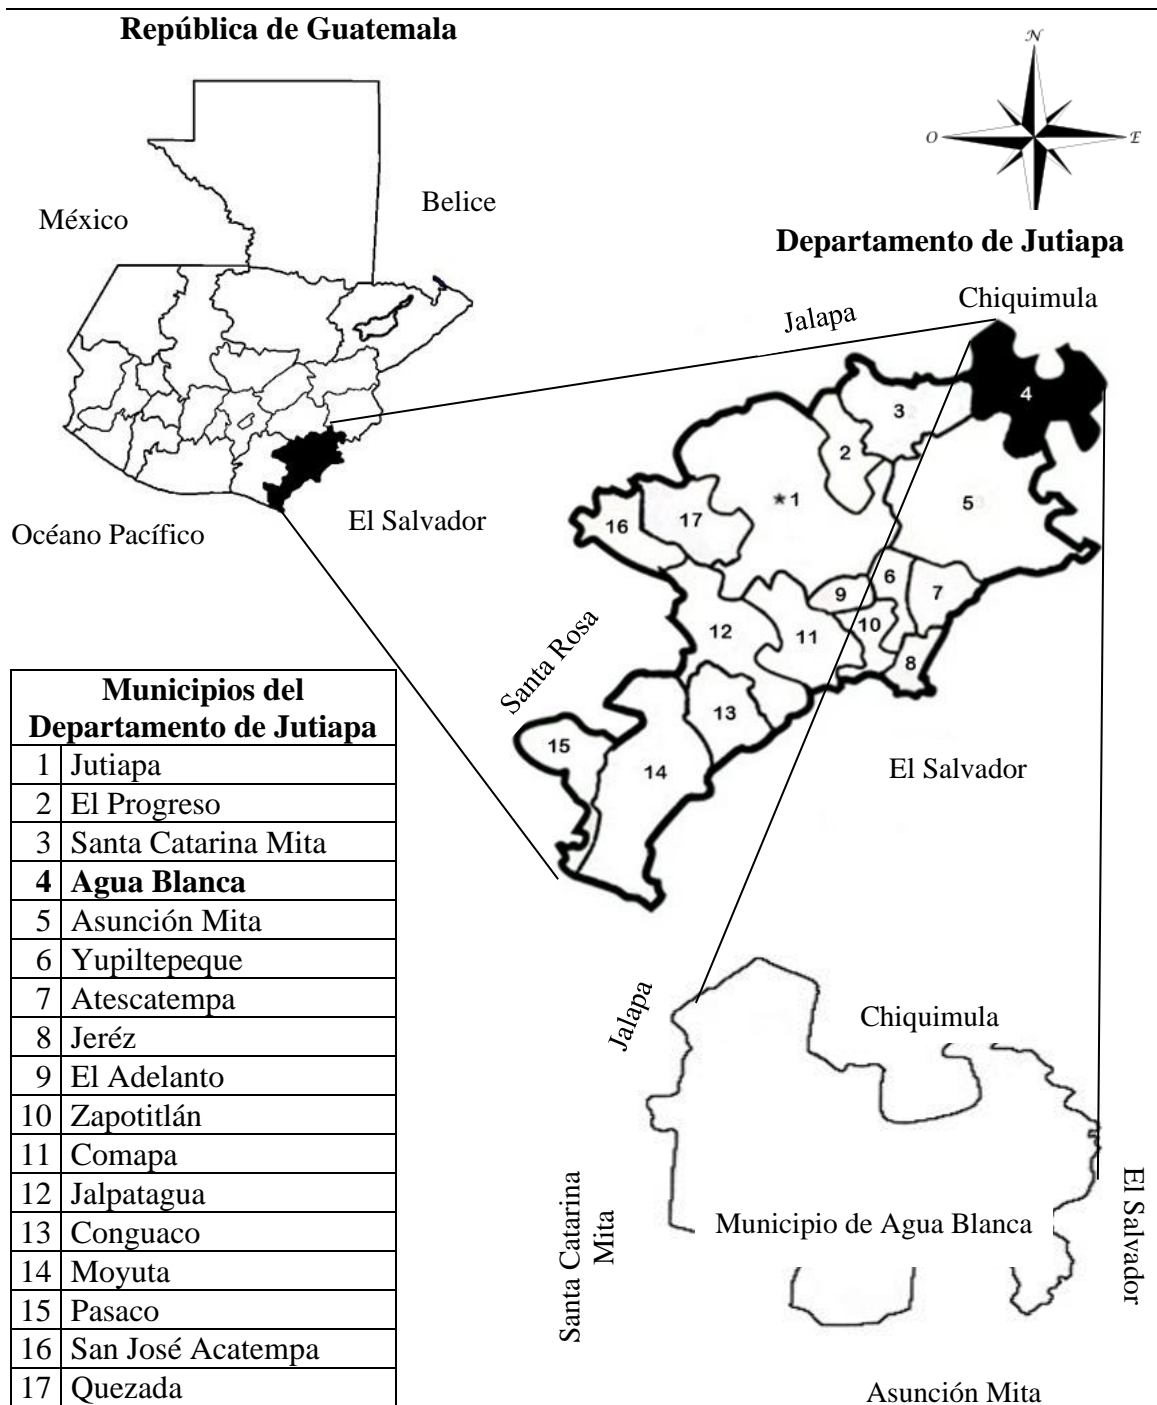 República de Guatemala
N
O
E
México
Belice
Departamento de Jutiapa
Chiquimula
Jalapa
4
3
2
*1
5
16
17
El Salvador
Océano Pacífico
6
7
9
10
12
11
8
Santa Rosa
13
15
14
El Salvador
Municipios del
Departamento de Jutiapa
1 Jutiapa
2 El Progreso
3 Santa Catarina Mita
4 Agua Blanca
5 Asunción Mita
6 Yupiltepeque
7 Atescatempa
8 Jeréz
9 El Adelanto
10 Zapotitlán
11 Comapa
12 Jalpatagua
13 Conguaco
14 Moyuta
15 Pasaco
16 San José Acatempa
17 Quezada
Jalapa
Chiquimula
Santa Catarina
Mita
Municipio de Agua Blanca
El Salvador
Asunción Mita